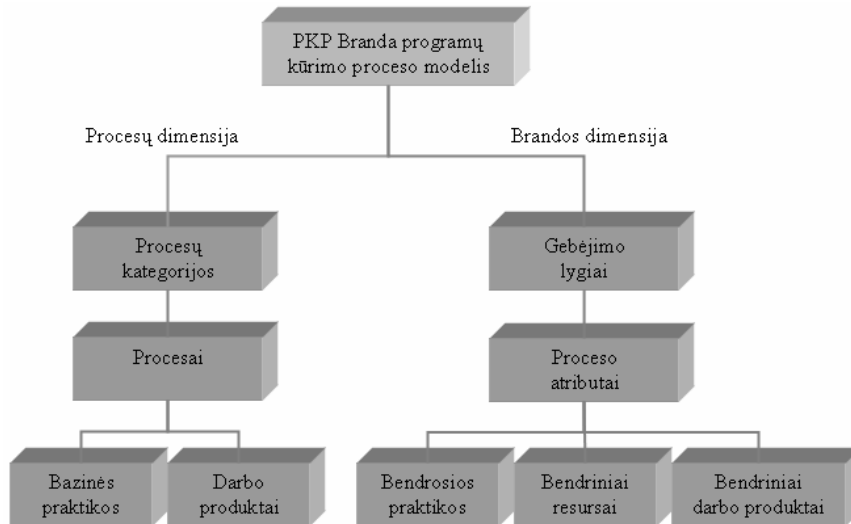 PKP Branda programų
kūrimo proceso modelis
Procesų dimensija
Brandos dimensija
Procesų
kategorijos
Gebėjimo
lygiai
Procesai
Proceso
atributai
Bazinės
praktikos
Darbo
produktai
Bendrosios
praktikos
Bendriniai
resursai
Bendriniai
darbo produktai